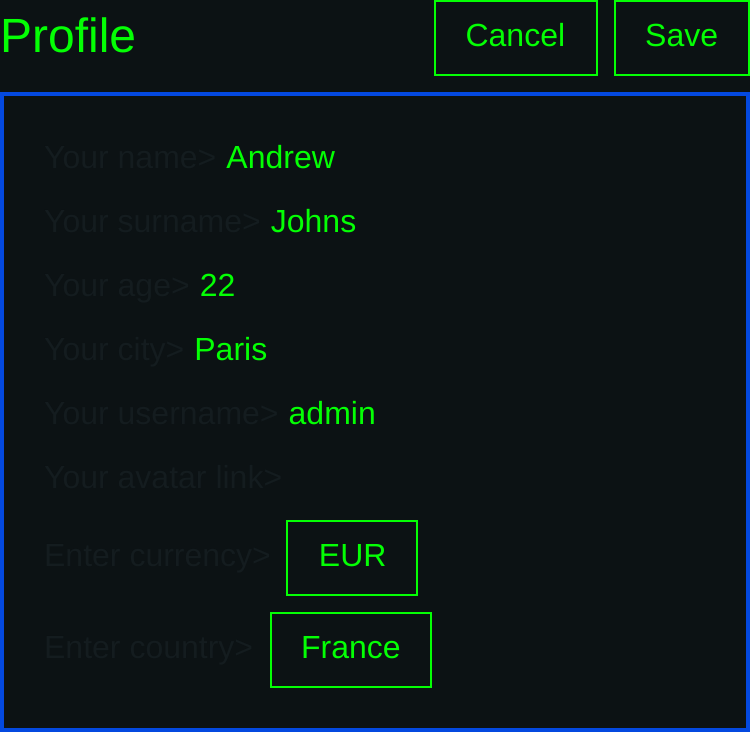 Profile Cancel Save
Your name> Andrew
Your surname> Johns
Your age> 22
Your city> Paris
Your username> admin
Your avatar link>
Enter currency> EUR
Enter country> France